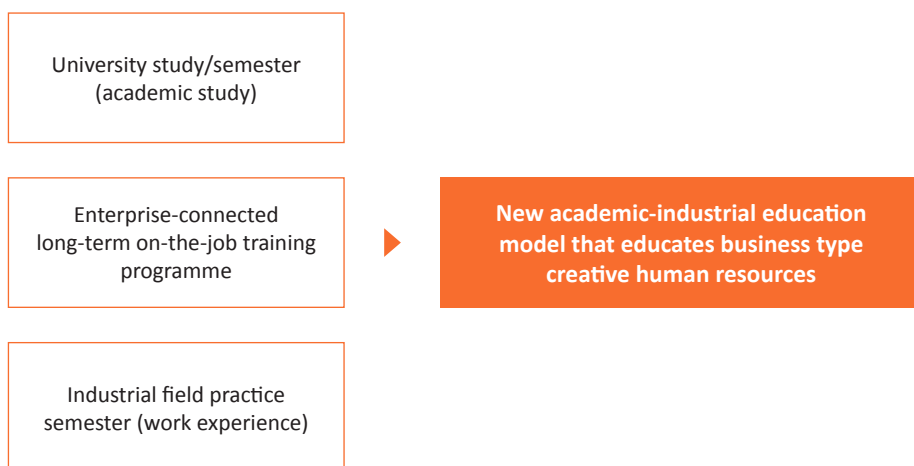 University study/semester
(academic study)
Enterprise-connected
long-term on-the-job training
programme
New academic-industrial education
model that educates business type
creative human resources
Industrial field practice
semester (work experience)